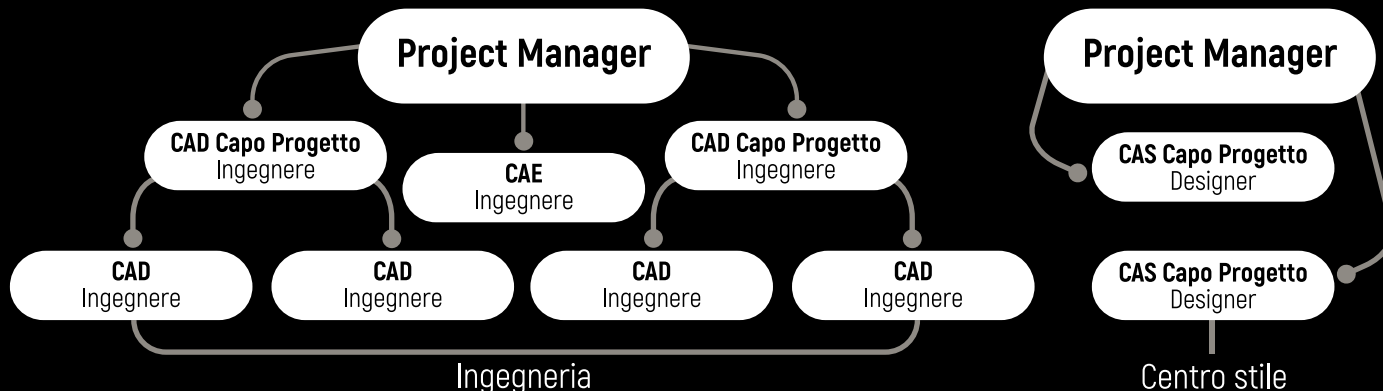 Project Manager
Project Manager
CAD Capo Progetto
Ingegnere
CAE
Ingegnere
CAD Capo Progetto
Ingegnere
CAS Capo Progetto
Designer
CAD
Ingegnere
CAD
Ingegnere
CAD
Ingegnere
CAD
Ingegnere
CAS Capo Progetto
Designer
Ingegneria
Centro stile